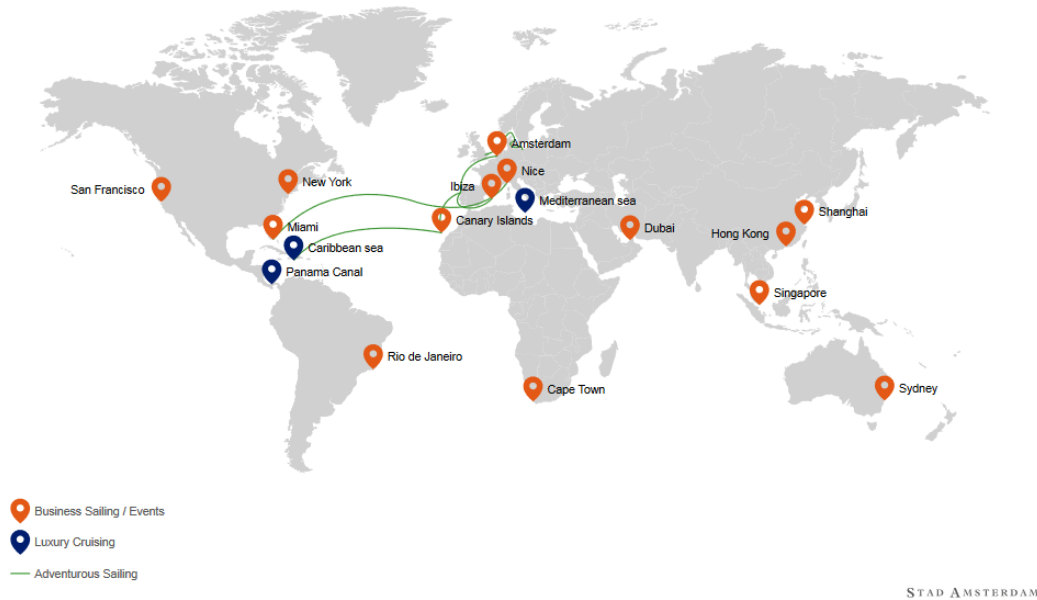 Amsterdam
Nice
Ibiza
San Francisco
New York
Mediterranean sea
Shanghai
Canary Islands
Miami
Dubai
Hong Kong
Caribbean sea
Panama Canal
Singapore
Rio de Janeiro
Cape Town
Sydney
Business Sailing / Events
Luxury Cruising
Adventurous Sailing
STAD AMSTERDAM